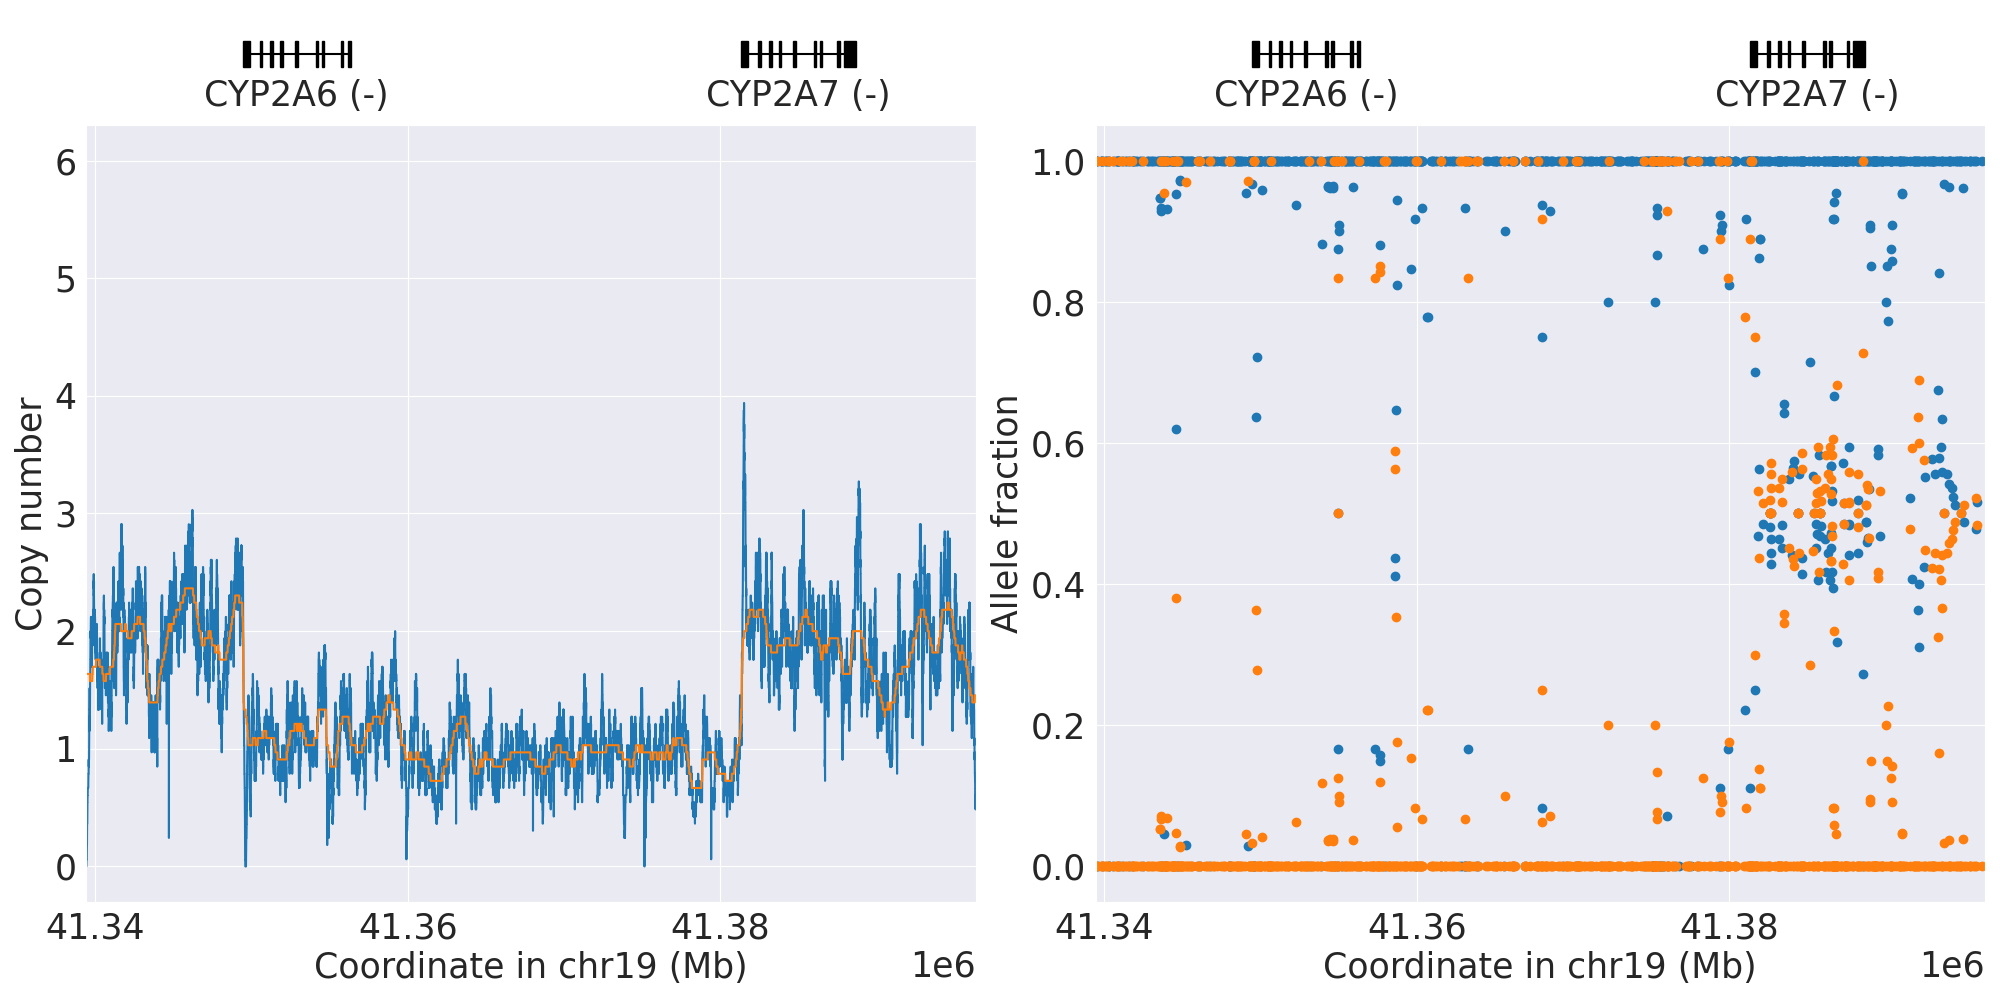 CYP2A6 (-)
CYP2A7 (-)
Copy number
6
5
4
3
2
1
0
41.34
41.36
41.38
Coordinate in chr19 (Mb)
1e6
CYP2A6 (-)
CYP2A7 (-)
Allele fraction
1.0
0.8
0.6
0.4
0.2
0.0
41.34
41.36
41.38
Coordinate in chr19 (Mb)
1e6